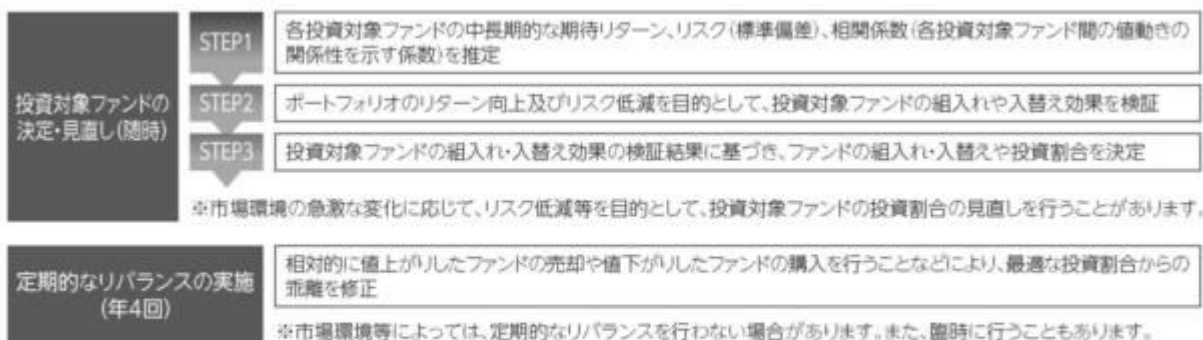 投資対象ファンドの
決定・見直し(随時)
STEP1
各投資対象ファンドの中長期的な期待リターン、リスク(標準偏差)、相関係数(各投資対象ファンド間の値動きの
関係性を示す係数)を推定
STEP2
ポートフォリオのリターン向上及びリスク低減を目的として、投資対象ファンドの組入れや入替え効果を検証
STEP3
投資対象ファンドの組入れ・入替え効果の検証結果に基づき、ファンドの組入れ・入替えや投資割合を決定
※市場環境の急激な変化に応じて、リスク低減等を目的として、投資対象ファンドの投資割合の見直しを行うことがあります。
定期的なリバランスの実施
(年4回)
相対的に値上がりしたファンドの売却や値下がりしたファンドの購入を行うことなどにより、最適な投資割合からの
乖離を修正
※市場環境等によっては、定期的なリバランスを行わない場合があります。また、臨時に行うこともあります。